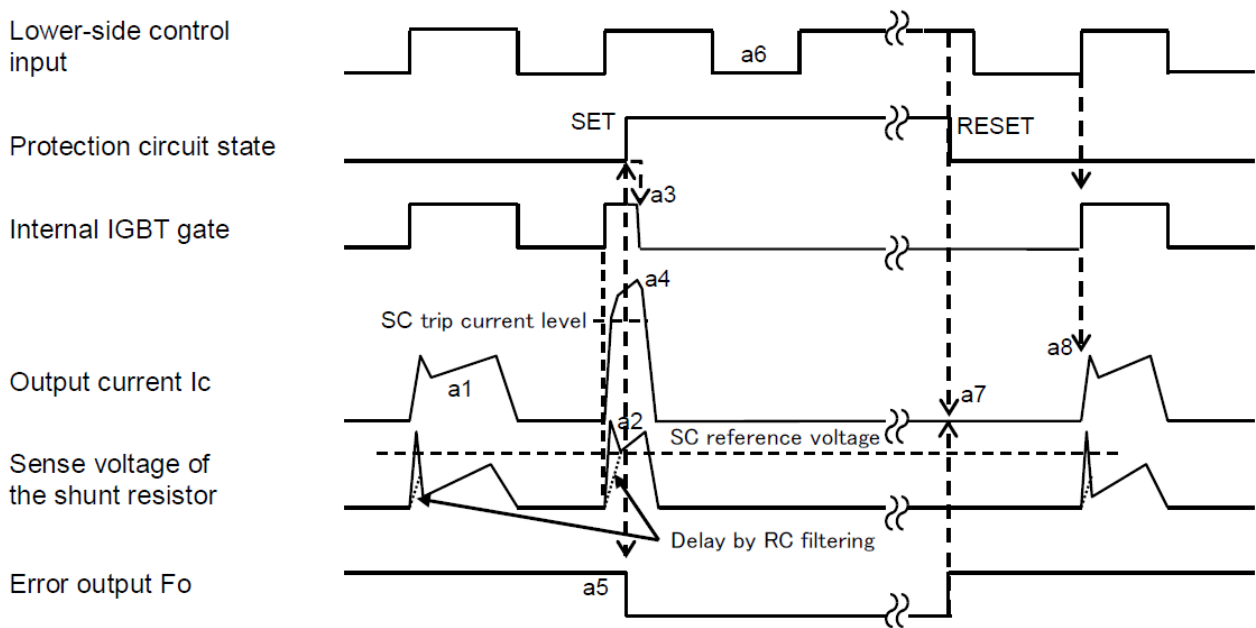 Lower-side control
input
a6
SET
RESET
Protection circuit state
a3
Internal IGBT gate
a4
SC trip current level
a8
Output current Ic
a1
a7
a2
SC reference voltage
Sense voltage of
the shunt resistor
Delay by RC filtering
Error output Fo
a5